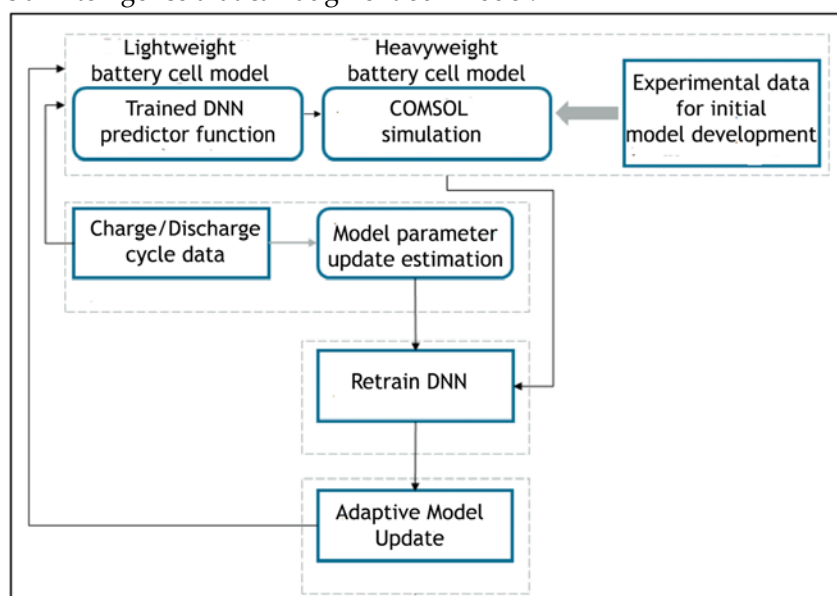 Lightweight
battery cell model
Heavyweight
battery cell model
Trained DNN
predictor function
COMSOL
simulation
Experimental data
for initial
model development
Charge/Discharge
cycle data
Model parameter
update estimation
Retrain DNN
Adaptive Model
Update